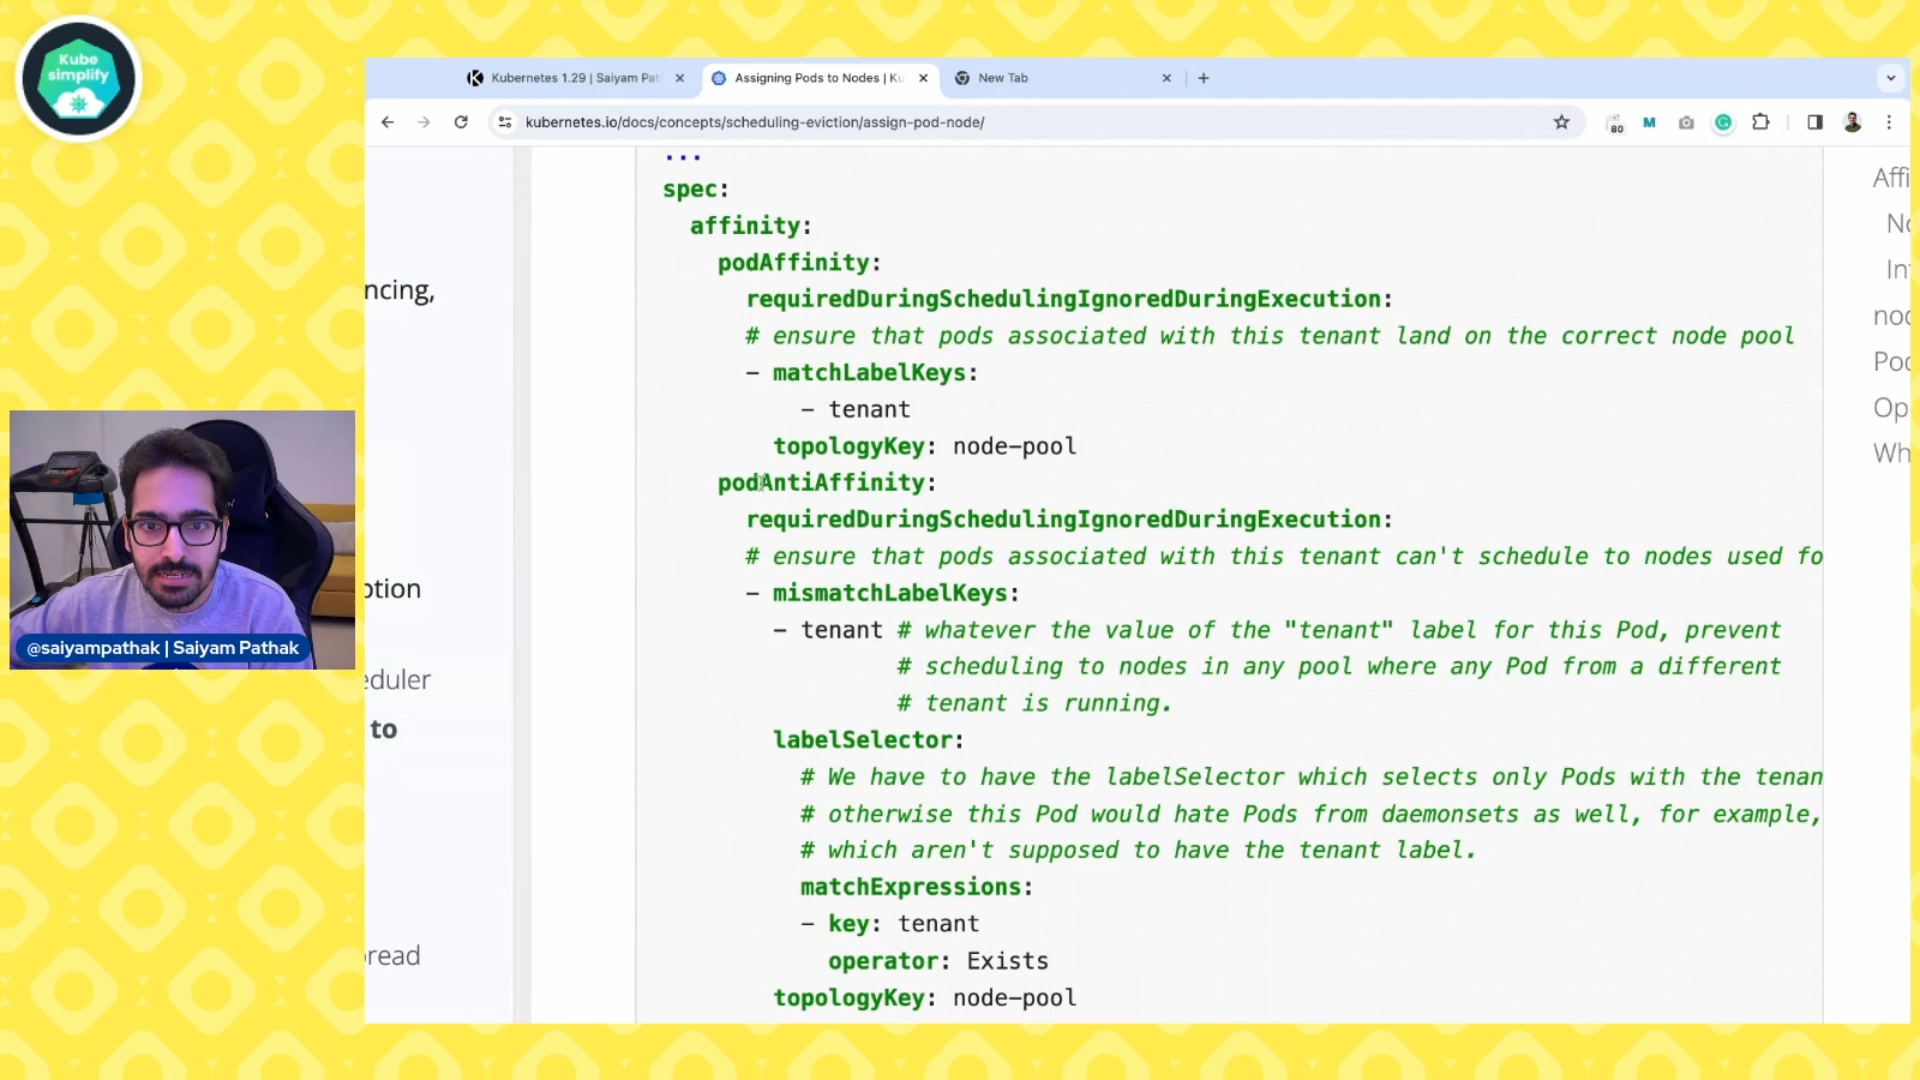 Kube
simplify
Kubernetes 1.29 | Saiyam Pat
Assigning Pods to Nodes | Ku
New Tab
kubernetes.io/docs/concepts/scheduling-eviction/assign-pod-node/
80
M
...
spec:
affinity:
podAffinity:
requiredDuringSchedulingIgnoredDuringExecution:
# ensure that pods associated with this tenant land on the correct node pool
- matchLabelKeys:
- tenant
topologyKey: node-pool
podAntiAffinity:
requiredDuringSchedulingIgnoredDuringExecution:
# ensure that pods associated with this tenant can't schedule to nodes used fo
- mismatchLabelKeys:
- tenant # whatever the value of the "tenant" label for this Pod, prevent
# scheduling to nodes in any pool where any Pod from a different
# tenant is running.
labelSelector:
# We have to have the labelSelector which selects only Pods with the tenan
# otherwise this Pod would hate Pods from daemonsets as well, for example,
# which aren't supposed to have the tenant label.
matchExpressions:
- key: tenant
operator: Exists
topologyKey: node-pool
ncing,
ption
eduler
to
read
Affi
No
Int
nod
Pod
Op
Wh
@saiyampathak | Saiyam Pathak